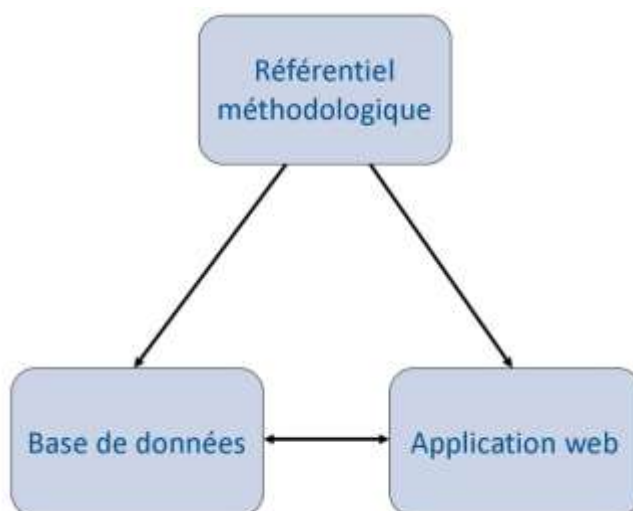 Référentiel
méthodologique
Base de données
Application web